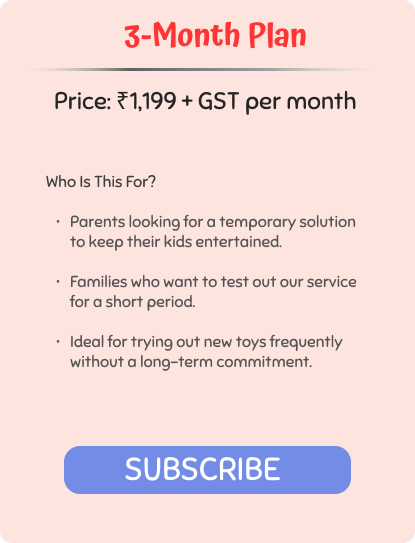 3-Month Plan
Price: ₹1,199 + GST per month
Who Is This For?
· Parents looking for a temporary solution
to keep their kids entertained.
· Families who want to test out our service
for a short period.
· Ideal for trying out new toys frequently
without a long-term commitment.
SUBSCRIBE